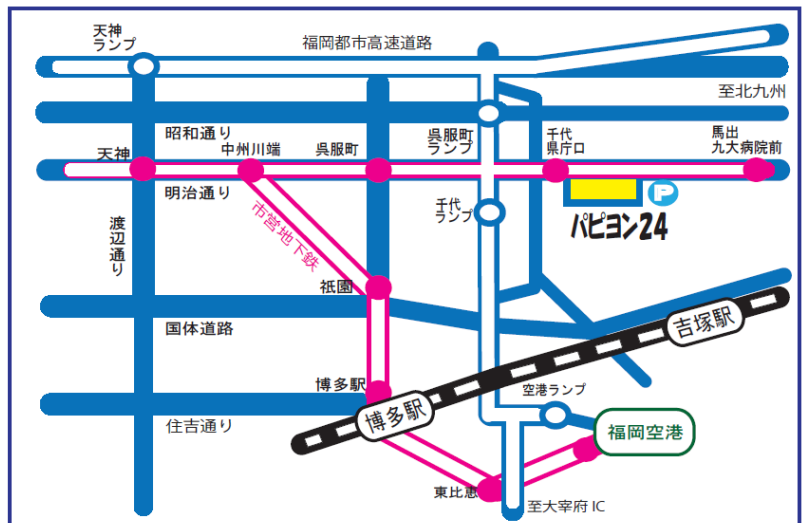 天神
ランプ
福岡都市高速道路
至北九州
昭和通り
呉服町
ランプ
千代
県庁口
馬出
九大病院前
天神
中州川端
呉服町
明治通り
P
パピヨン24
千代
ランプ
渡辺通り
市営地下鉄
祇園
国体道路
吉塚駅
博多駅
空港ランプ
博多駅
住吉通り
福岡空港
東比恵
至大宰府IC